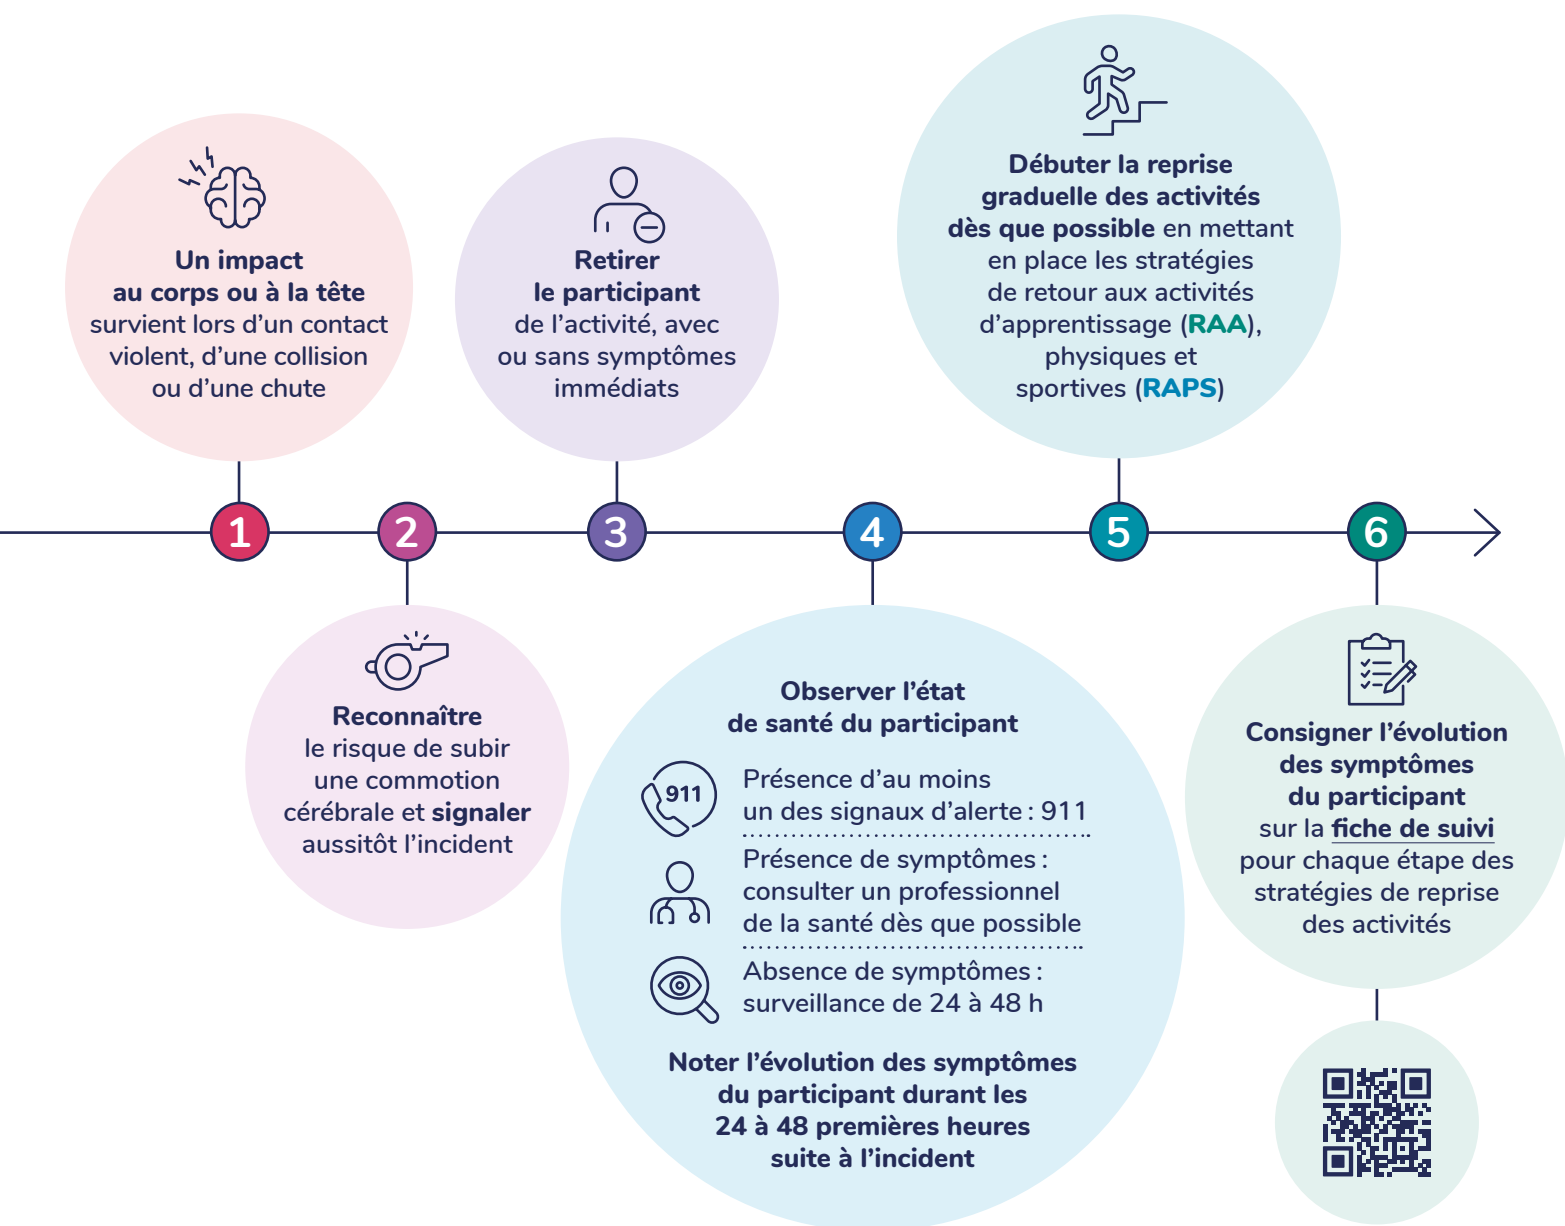 1
Un impact
au corps ou à la tête
survient lors d’un contact
violent, d’une collision
ou d’une chute
2
Reconnaître
le risque de subir
une commotion
cérébrale et signaler
aussitôt l’incident
3
Retirer
le participant
de l’activité, avec
ou sans symptômes
immédiats
4
Observer l’état
de santé du participant
911
Présence d’au moins
un des signaux d’alerte : 911
Présence de symptômes :
consulter un professionnel
de la santé dès que possible
Absence de symptômes :
surveillance de 24 à 48 h
Noter l’évolution des symptômes
du participant durant les
24 à 48 premières heures
suite à l’incident
5
Débuter la reprise
graduelle des activités
dès que possible en mettant
en place les stratégies
de retour aux activités
d’apprentissage (RAA),
physiques et
sportives (RAPS)
6
Consigner l’évolution
des symptômes
du participant
sur la fiche de suivi
pour chaque étape des
stratégies de reprise
des activités